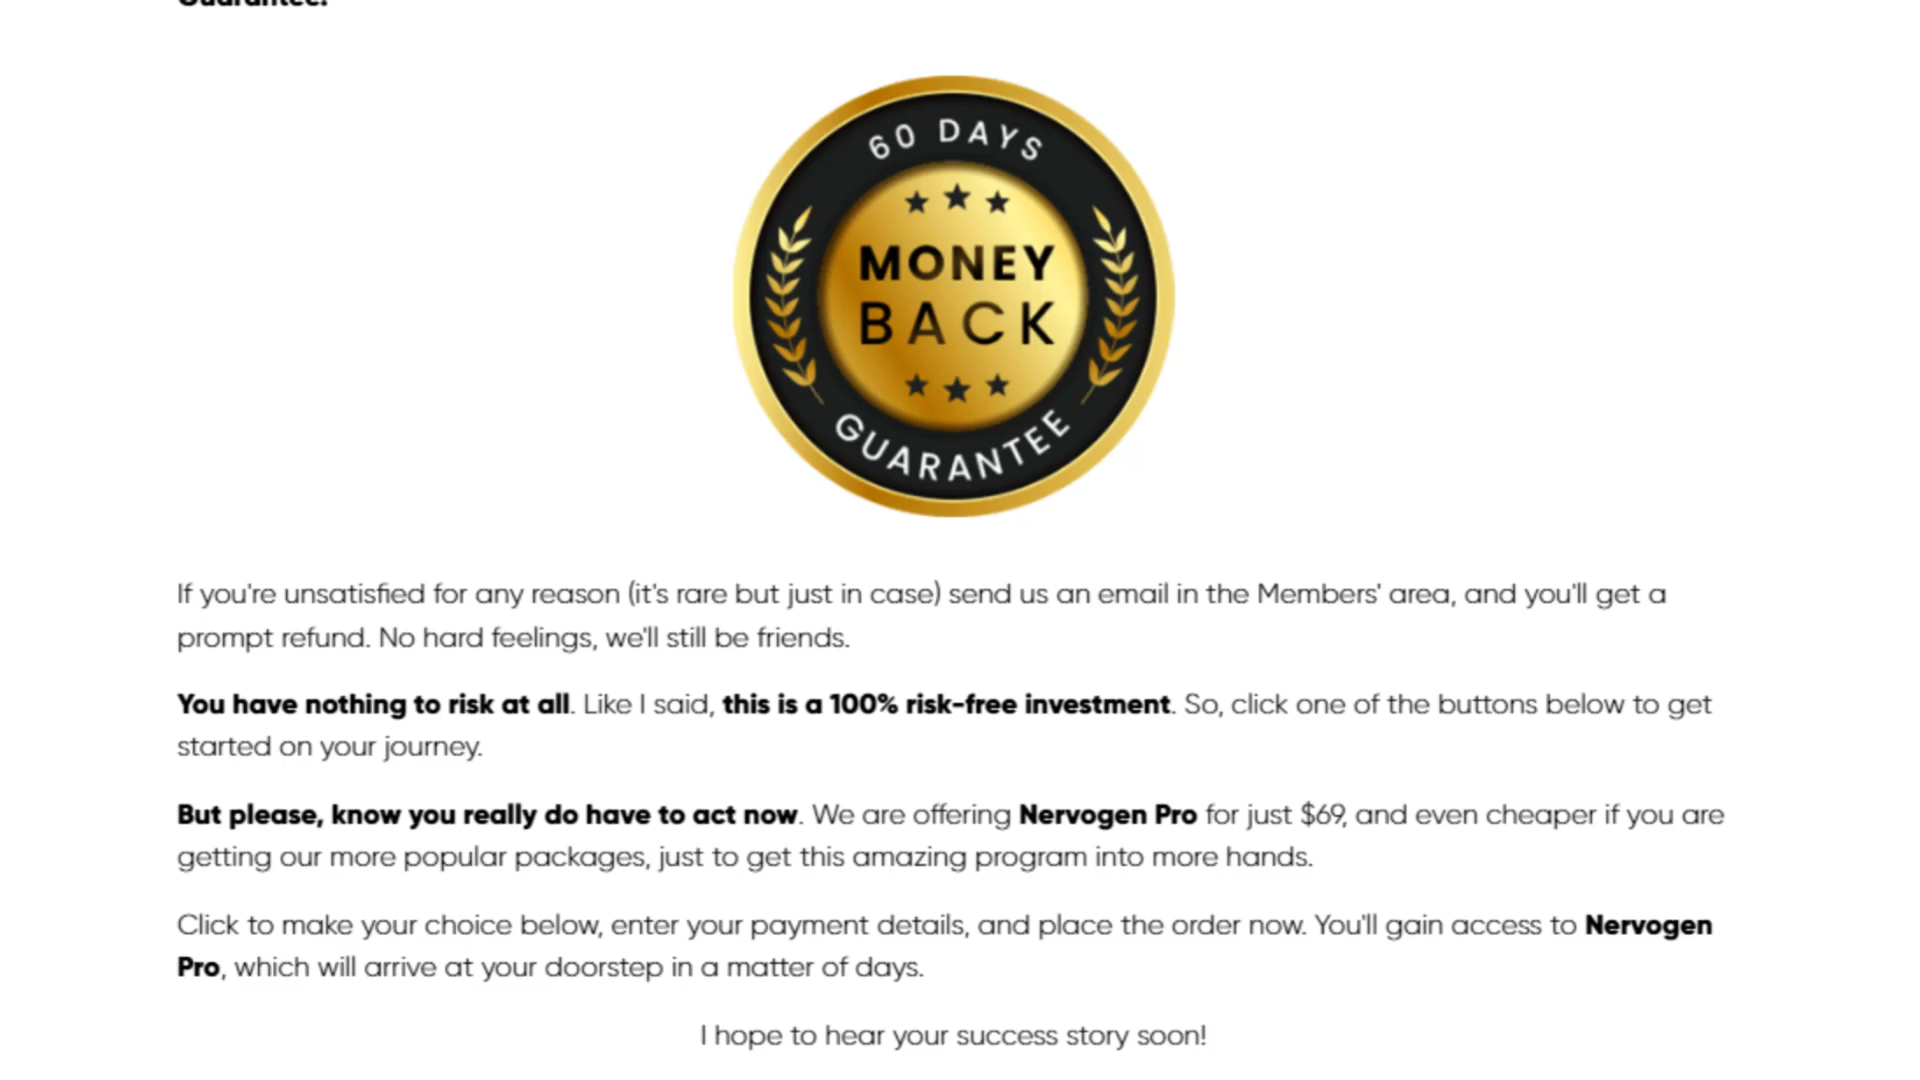 Guarantee!
60 DAYS
MONEY
BACK
GUARANTEE
If you're unsatisfied for any reason (it's rare but just in case) send us an email in the Members' area, and you'll get a
prompt refund. No hard feelings, we'll still be friends.
You have nothing to risk at all. Like I said, this is a 100% risk-free investment. So, click one of the buttons below to get
started on your journey.
But please, know you really do have to act now. We are offering Nervogen Pro for just $69, and even cheaper if you are
getting our more popular packages, just to get this amazing program into more hands.
Click to make your choice below, enter your payment details, and place the order now. You'll gain access to Nervogen
Pro, which will arrive at your doorstep in a matter of days.
I hope to hear your success story soon!